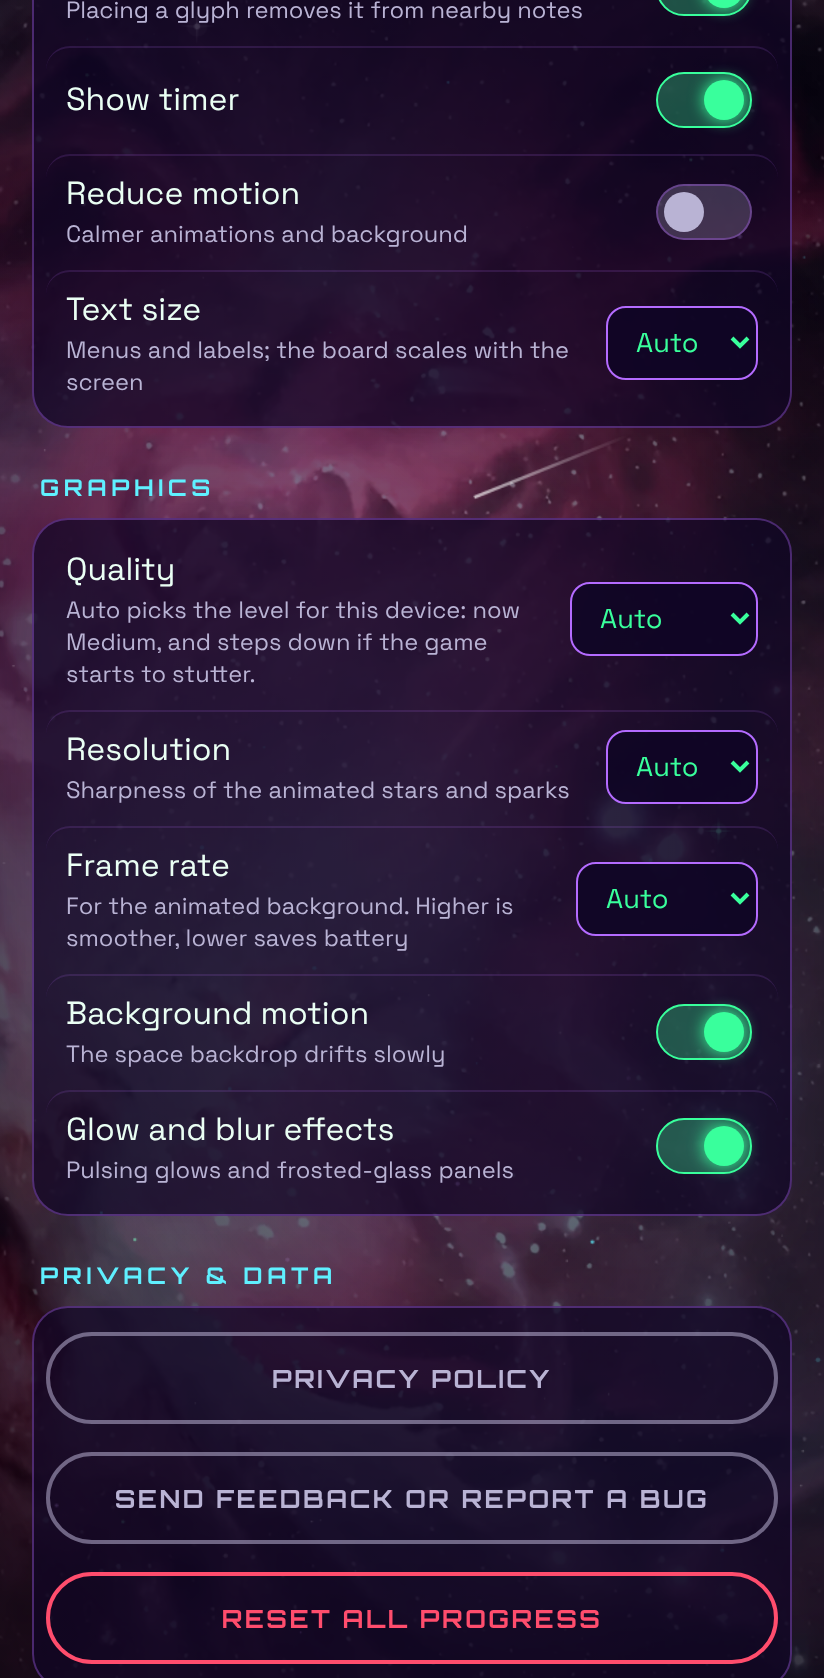 Placing a glyph removes it from nearby notes
Show timer
Reduce motion
Calmer animations and background
Text size
Menus and labels; the board scales with the
screen
Auto
GRAPHICS
Quality
Auto picks the level for this device: now
Medium, and steps down if the game
starts to stutter.
Auto
Resolution
Sharpness of the animated stars and sparks
Auto
Frame rate
For the animated background. Higher is
smoother, lower saves battery
Auto
Background motion
The space backdrop drifts slowly
Glow and blur effects
Pulsing glows and frosted-glass panels
PRIVACY & DATA
PRIVACY POLICY
SEND FEEDBACK OR REPORT A BUG
RESET ALL PROGRESS